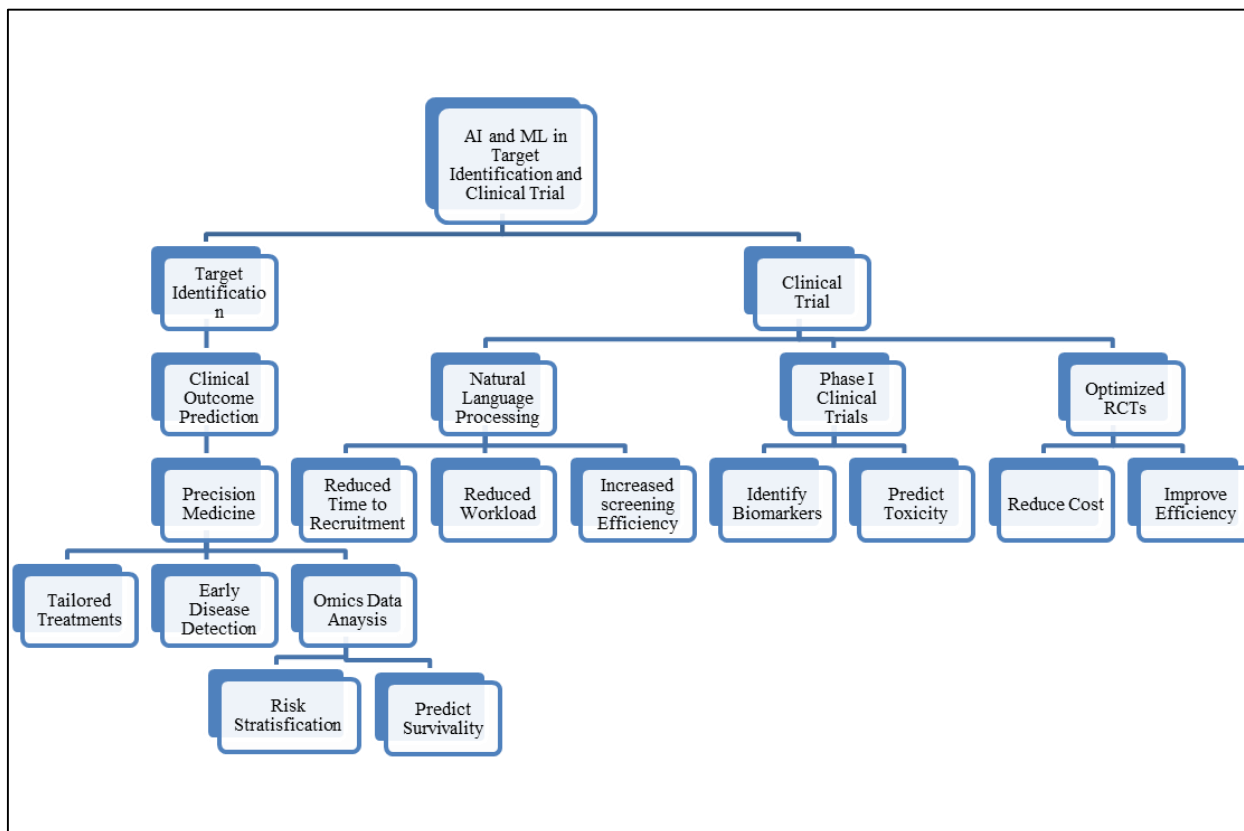 AI and ML in
Target
Identification and
Clinical Trial
Target
Identificatio
n
Clinical
Trial
Clinical
Outcome
Prediction
Natural
Language
Processing
Phase I
Clinical
Trials
Optimized
RCTs
Precision
Medicine
Reduced
Time to
Recruitment
Reduced
Workload
Increased
screening
Efficiency
Identify
Biomarkers
Predict
Toxicity
Reduce Cost
Improve
Efficiency
Tailored
Treatments
Early
Disease
Detection
Omics Data
Anaysis
Risk
Stratisfication
Predict
Survivality